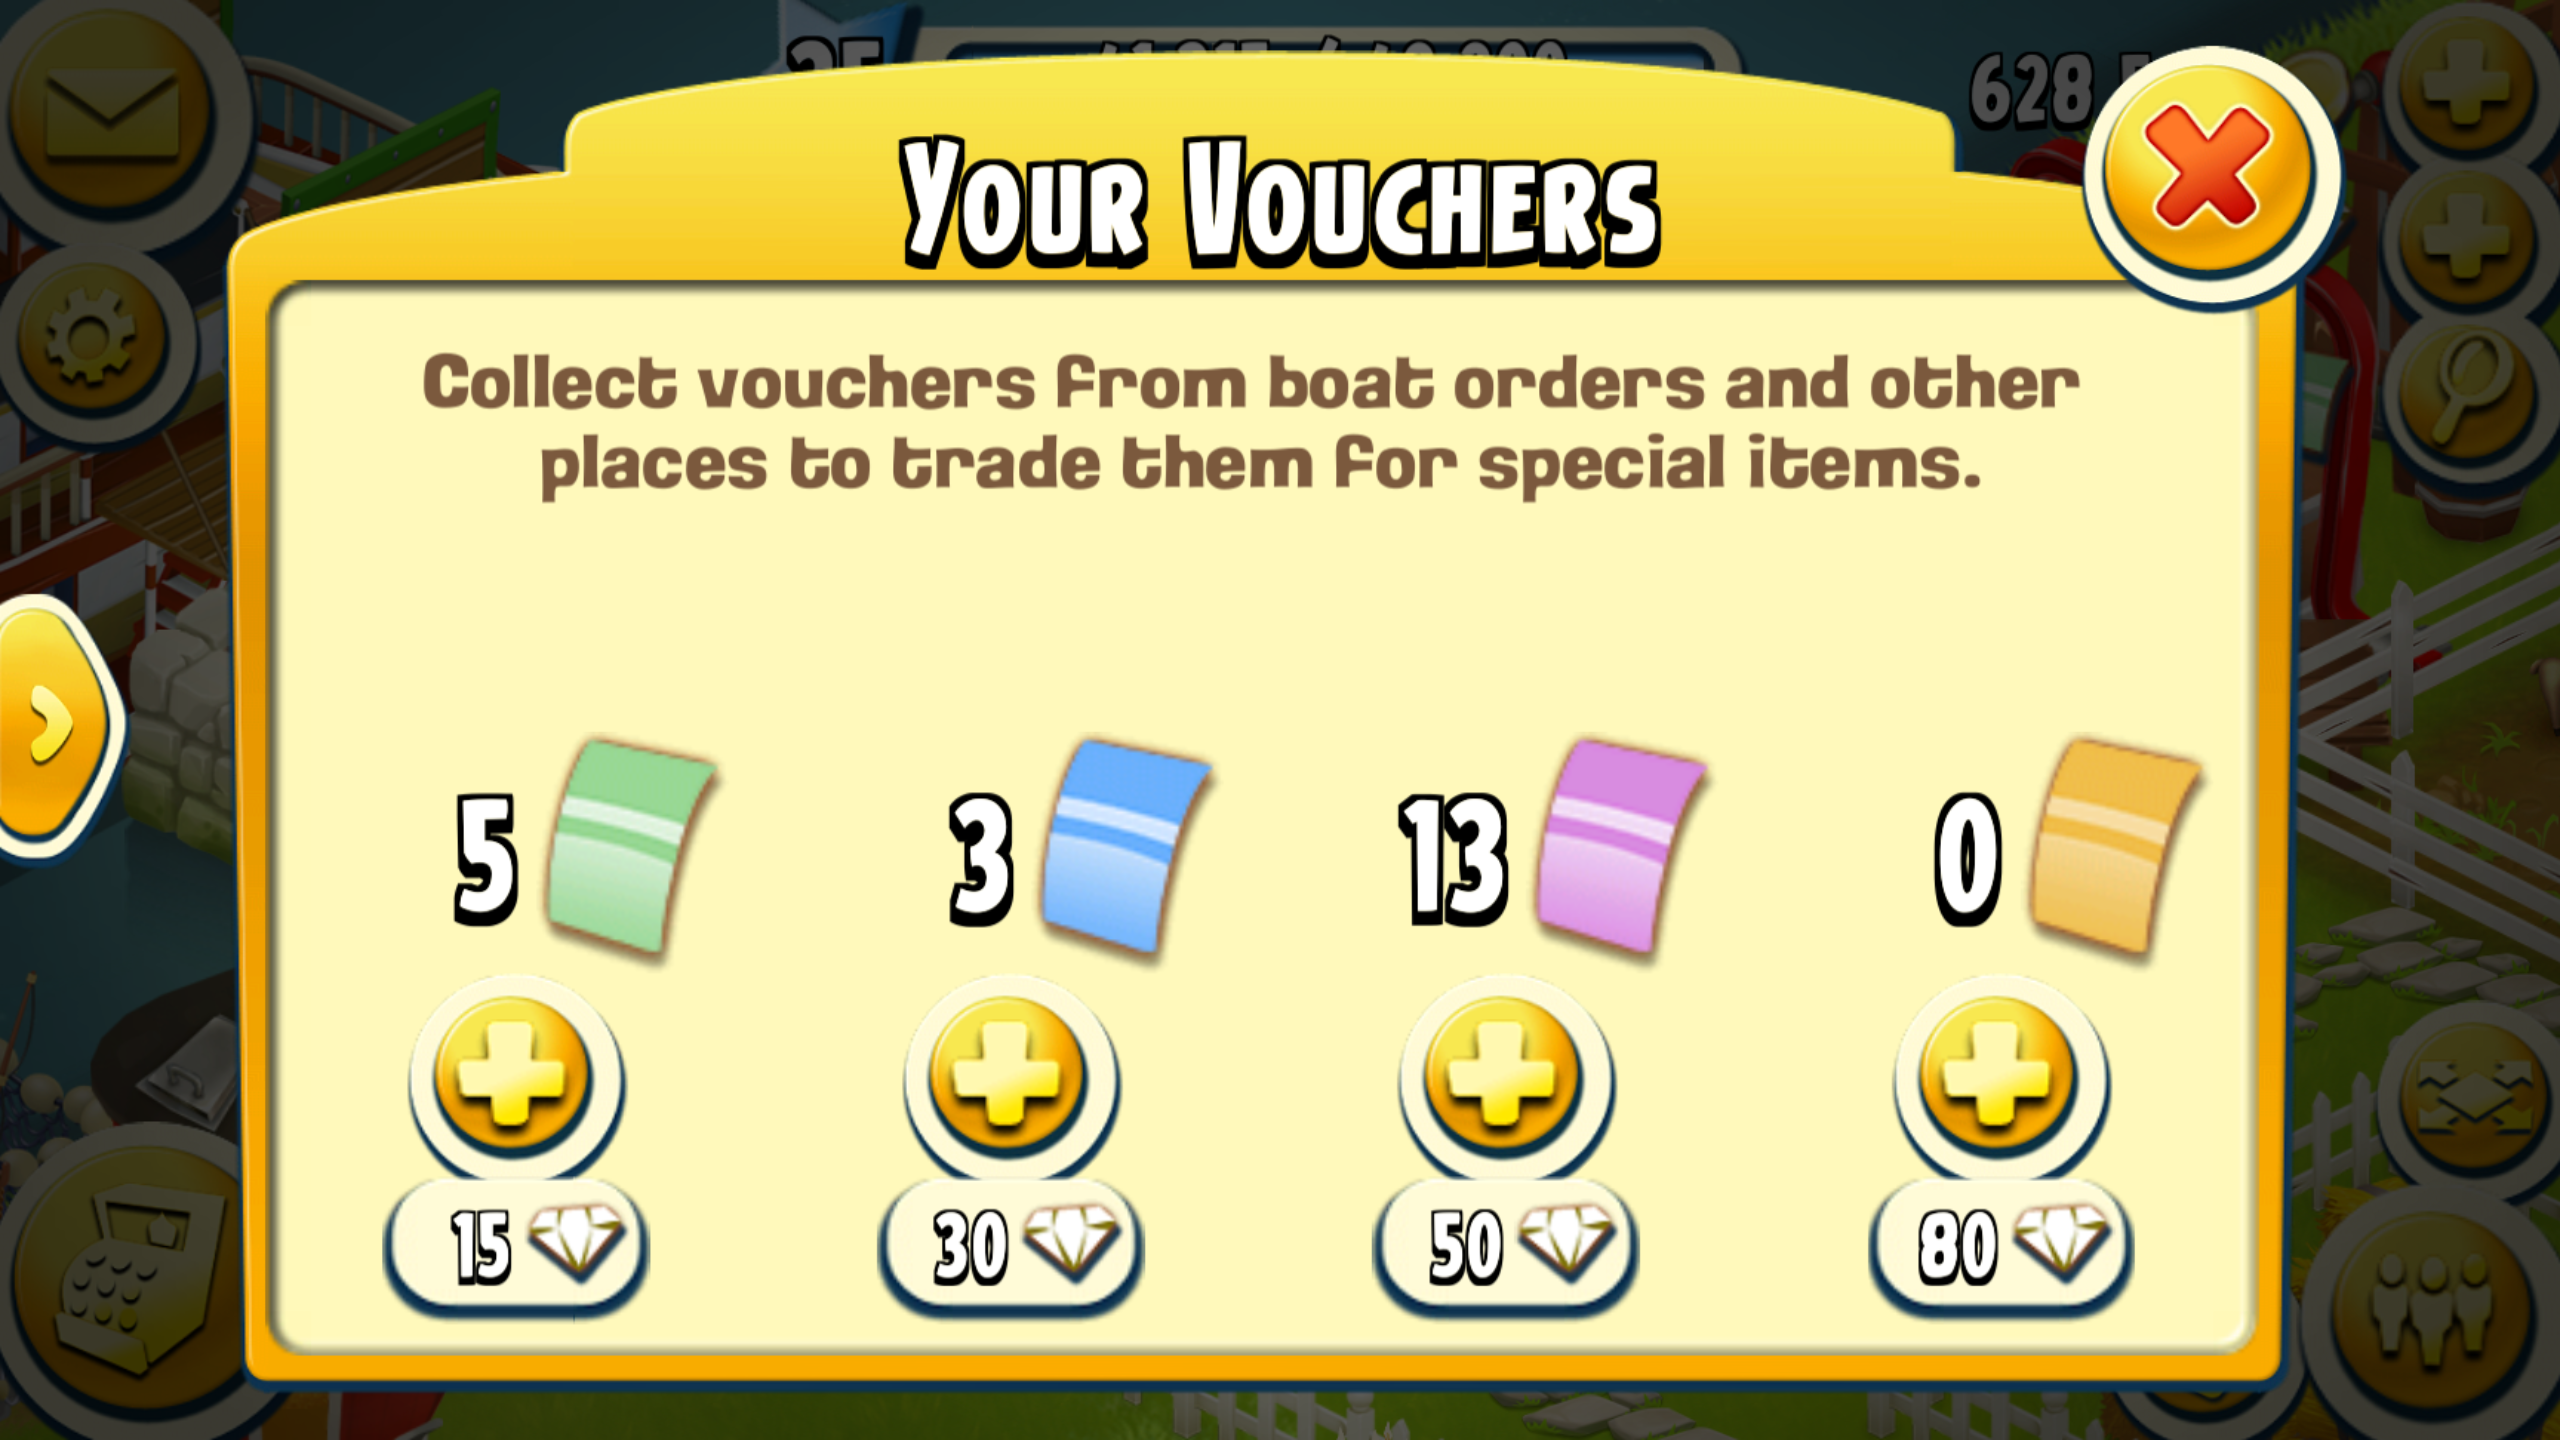 628
Your Vouchers
Collect vouchers from boat orders and other
places to trade them for special items.
5 3 13 0
15 30 50 80